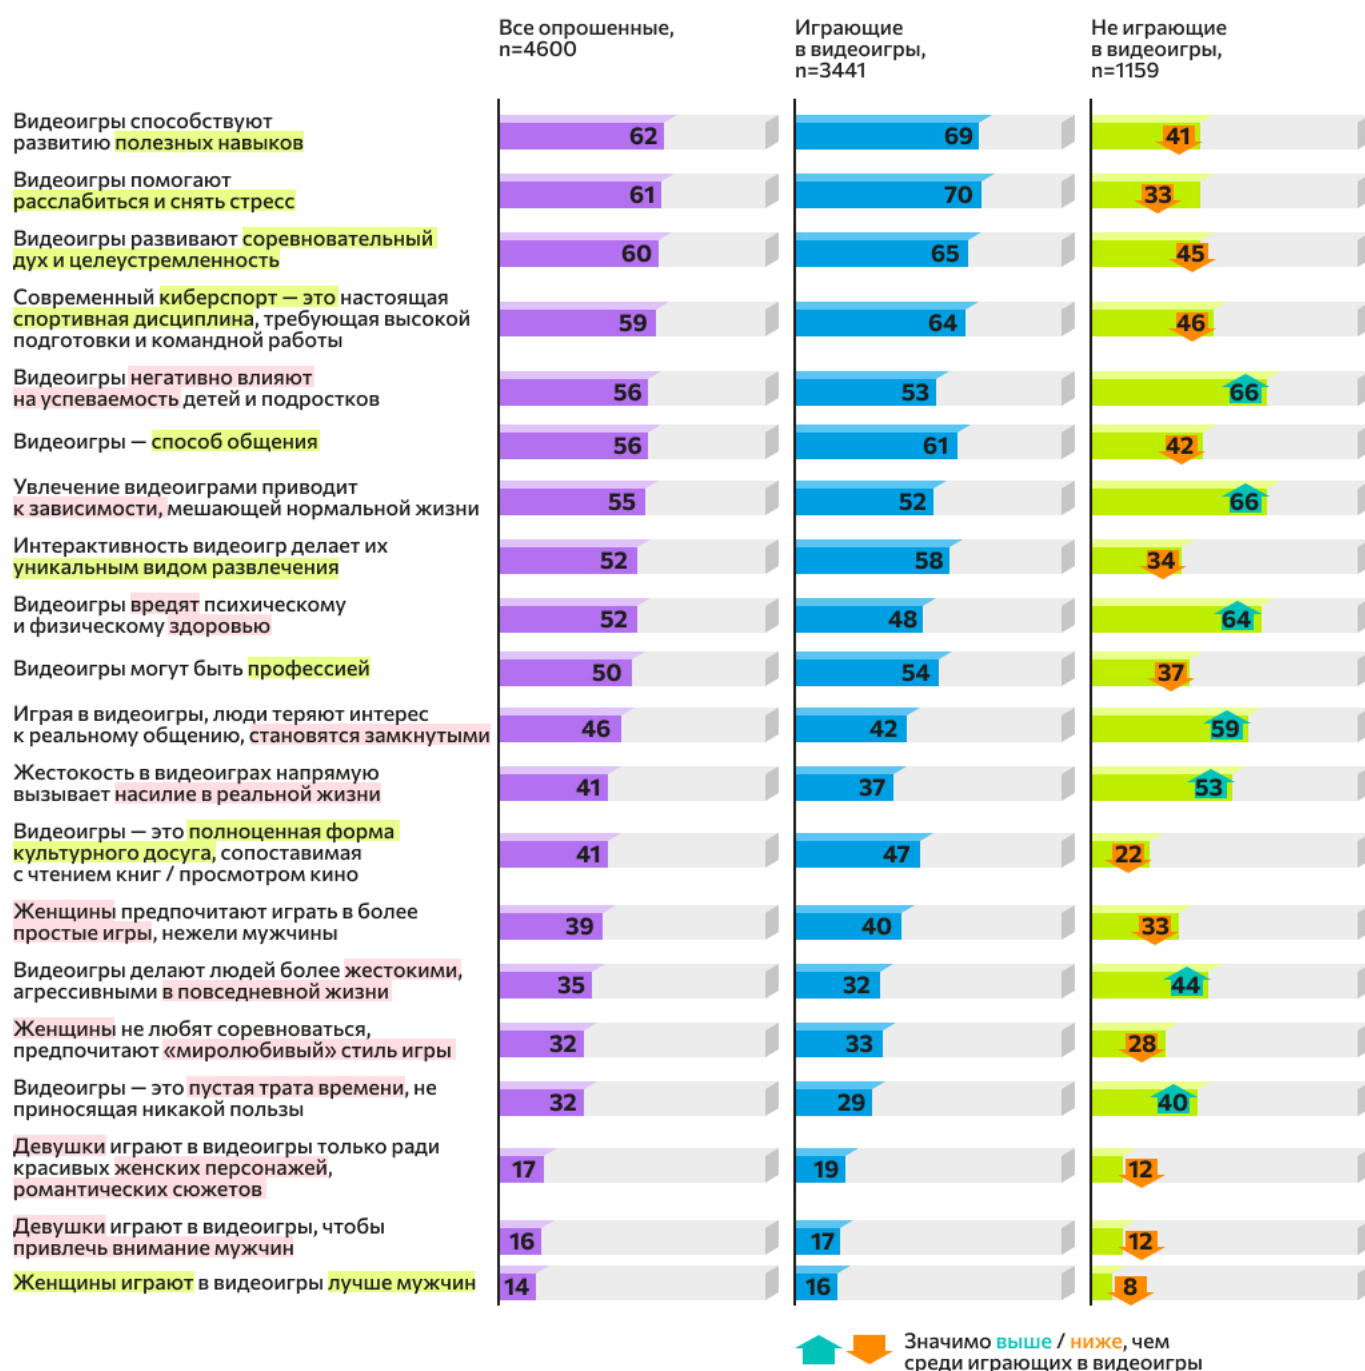 Все опрошенные,
n=4600
Играющие
в видеоигры,
n=3441
Не играющие
в видеоигры,
n=1159
Видеоигры способствуют
развитию полезных навыков
62
69
41
Видеоигры помогают
расслабиться и снять стресс
61
70
33
Видеоигры развивают соревновательный
дух и целеустремленность
60
65
45
Современный киберспорт — это настоящая
спортивная дисциплина, требующая высокой
подготовки и командной работы
59
64
46
Видеоигры негативно влияют
на успеваемость детей и подростков
56
53
66
Видеоигры — способ общения
56
61
42
Увлечение видеоиграми приводит
к зависимости, мешающей нормальной жизни
55
52
66
Интерактивность видеоигр делает их
уникальным видом развлечения
52
58
34
Видеоигры вредят психическому
и физическому здоровью
52
48
64
Видеоигры могут быть профессией
50
54
37
Играя в видеоигры, люди теряют интерес
к реальному общению, становятся замкнутыми
46
42
59
Жестокость в видеоиграх напрямую
вызывает насилие в реальной жизни
41
37
53
Видеоигры — это полноценная форма
культурного досуга, сопоставимая
с чтением книг / просмотром кино
41
47
22
Женщины предпочитают играть в более
простые игры, нежели мужчины
39
40
33
Видеоигры делают людей более жестокими,
агрессивными в повседневной жизни
35
32
44
Женщины не любят соревноваться,
предпочитают «миролюбивый» стиль игры
32
33
28
Видеоигры — это пустая трата времени, не
приносящая никакой пользы
32
29
40
Девушки играют в видеоигры только ради
красивых женских персонажей,
романтических сюжетов
17
19
12
Девушки играют в видеоигры, чтобы
привлечь внимание мужчин
16
17
12
Женщины играют в видеоигры лучше мужчин
14
16
8
Значимо выше / ниже, чем
среди играющих в видеоигры